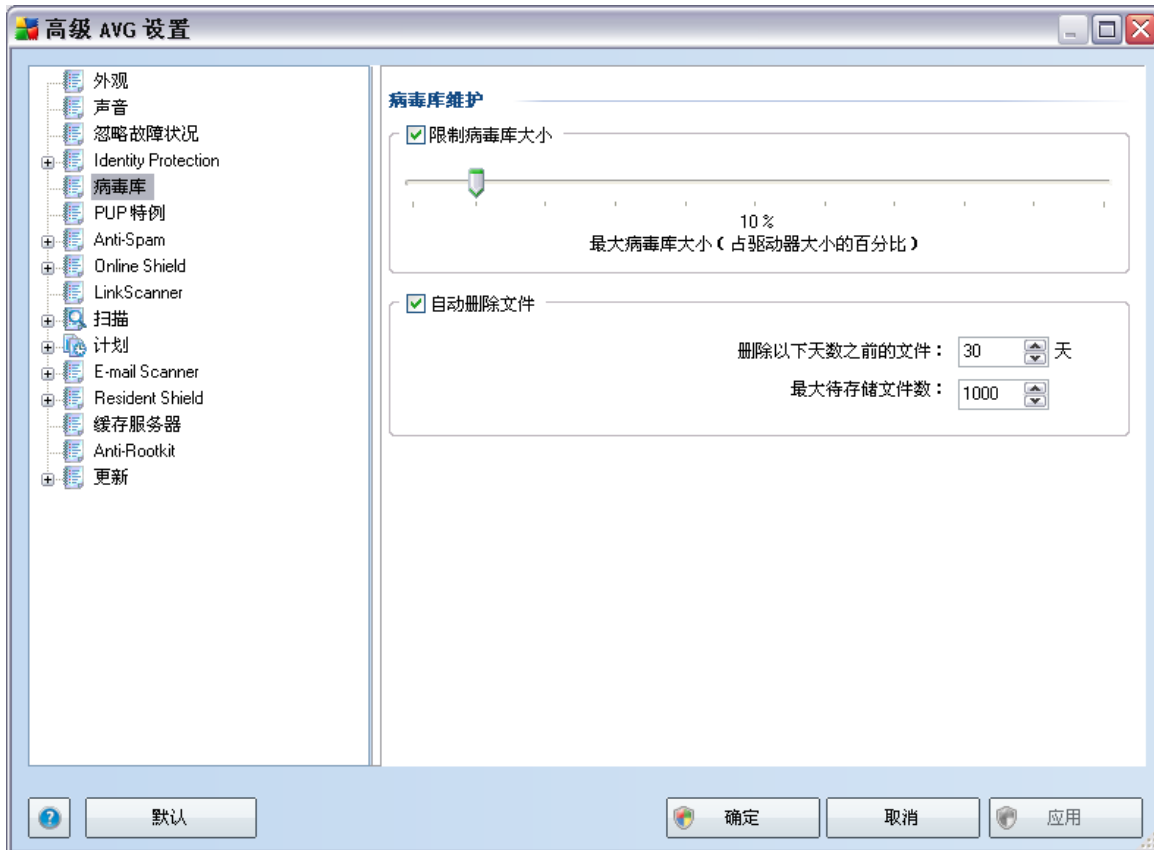 高级 AVG 设置
外观
声音
忽略故障状况
Identity Protection
病毒库
PUP 特例
Anti-Spam
Online Shield
LinkScanner
扫描
计划
E-mail Scanner
Resident Shield
缓存服务器
Anti-Rootkit
更新
病毒库维护
限制病毒库大小
10 %
最大病毒库大小（占驱动器大小的百分比）
自动删除文件
删除以下天数之前的文件： 30 天
最大待存储文件数： 1000
? 默认 确定 取消 应用